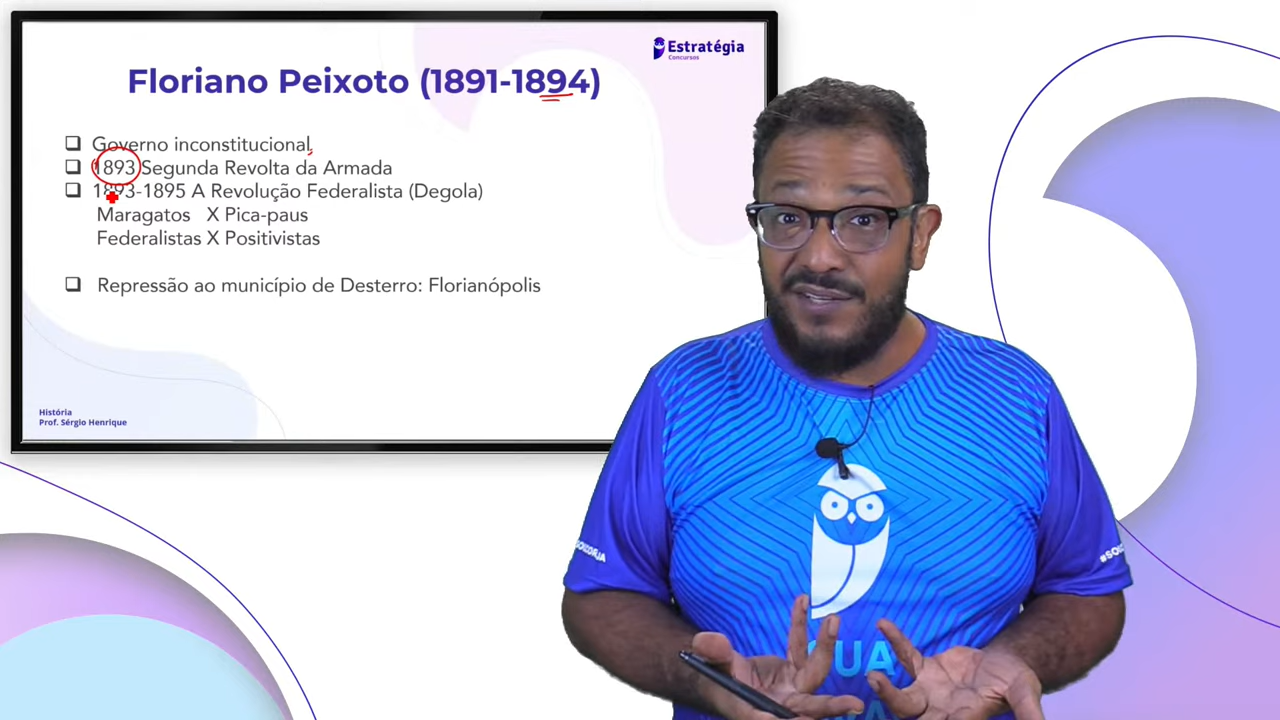 Estratégia
Concursos
Floriano Peixoto (1891-1894)
Governo inconstitucional
1893 Segunda Revolta da Armada
1893-1895 A Revolução Federalista (Degola)
Maragatos X Pica-paus
Federalistas X Positivistas
Repressão ao município de Desterro: Florianópolis
História
Prof. Sérgio Henrique
UA